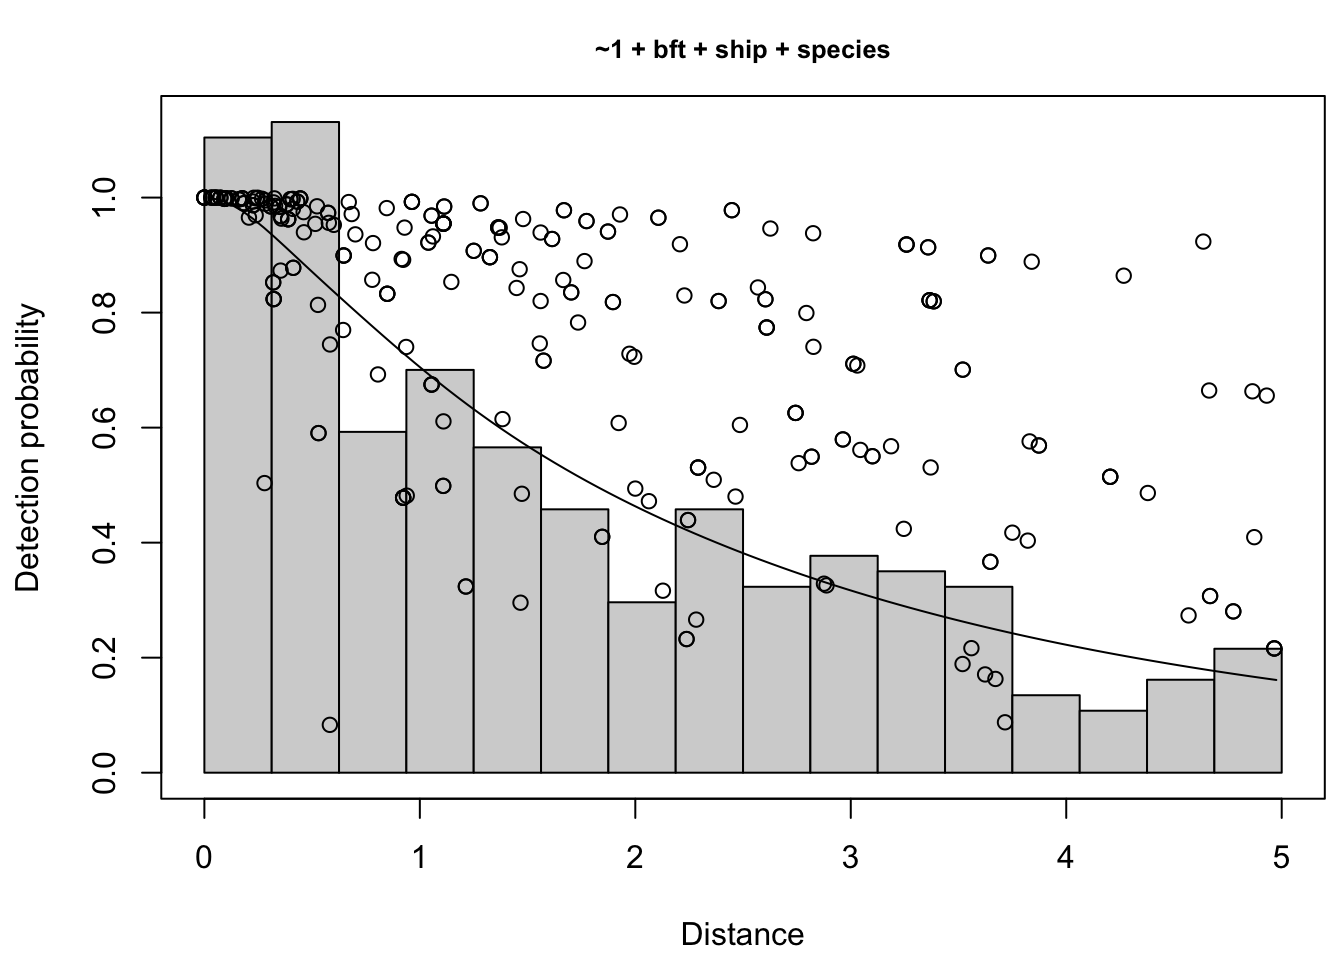 ~1 + bft + ship + species
Detection probability
1.0
0.8
0.6
0.4
0.2
0.0
0 1 2 3 4 5
Distance